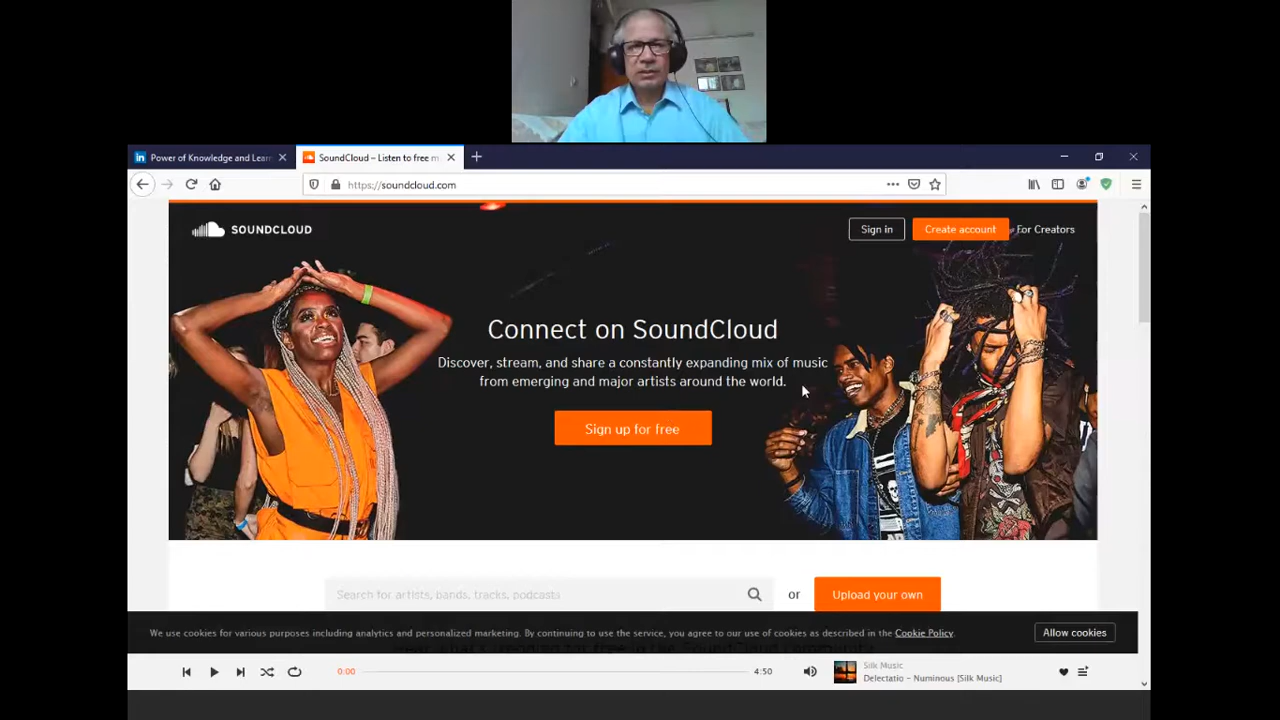 Power of Knowledge and Lear
SoundCloud – Listen to free m
https://soundcloud.com
SOUNDCLOUD
Sign in
Create account
For Creators
Connect on SoundCloud
Discover, stream, and share a constantly expanding mix of music
from emerging and major artists around the world.
Sign up for free
Search for artists, bands, tracks, podcasts
or
Upload your own
We use cookies for various purposes including analytics and personalized marketing. By continuing to use the service, you agree to our use of cookies as described in the Cookie Policy.
Allow cookies
0:00
4:50
Silk Music
Delectatio - Numinous [Silk Music]